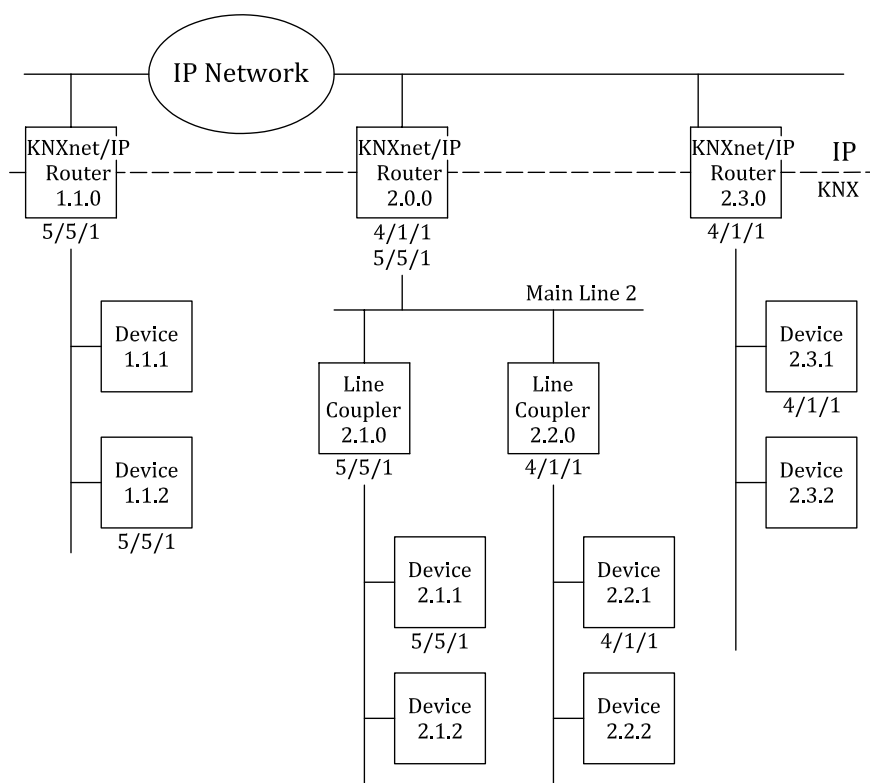 IP Network
KNXnet/IP
Router
1.1.0
5/5/1
KNXnet/IP
Router
2.0.0
4/1/1
5/5/1
KNXnet/IP
Router
2.3.0
4/1/1
IP
KNX
Main Line 2
Device
1.1.1
Device
1.1.2
5/5/1
Line
Coupler
2.1.0
5/5/1
Line
Coupler
2.2.0
4/1/1
Device
2.3.1
4/1/1
Device
2.3.2
Device
2.1.1
5/5/1
Device
2.1.2
Device
2.2.1
4/1/1
Device
2.2.2